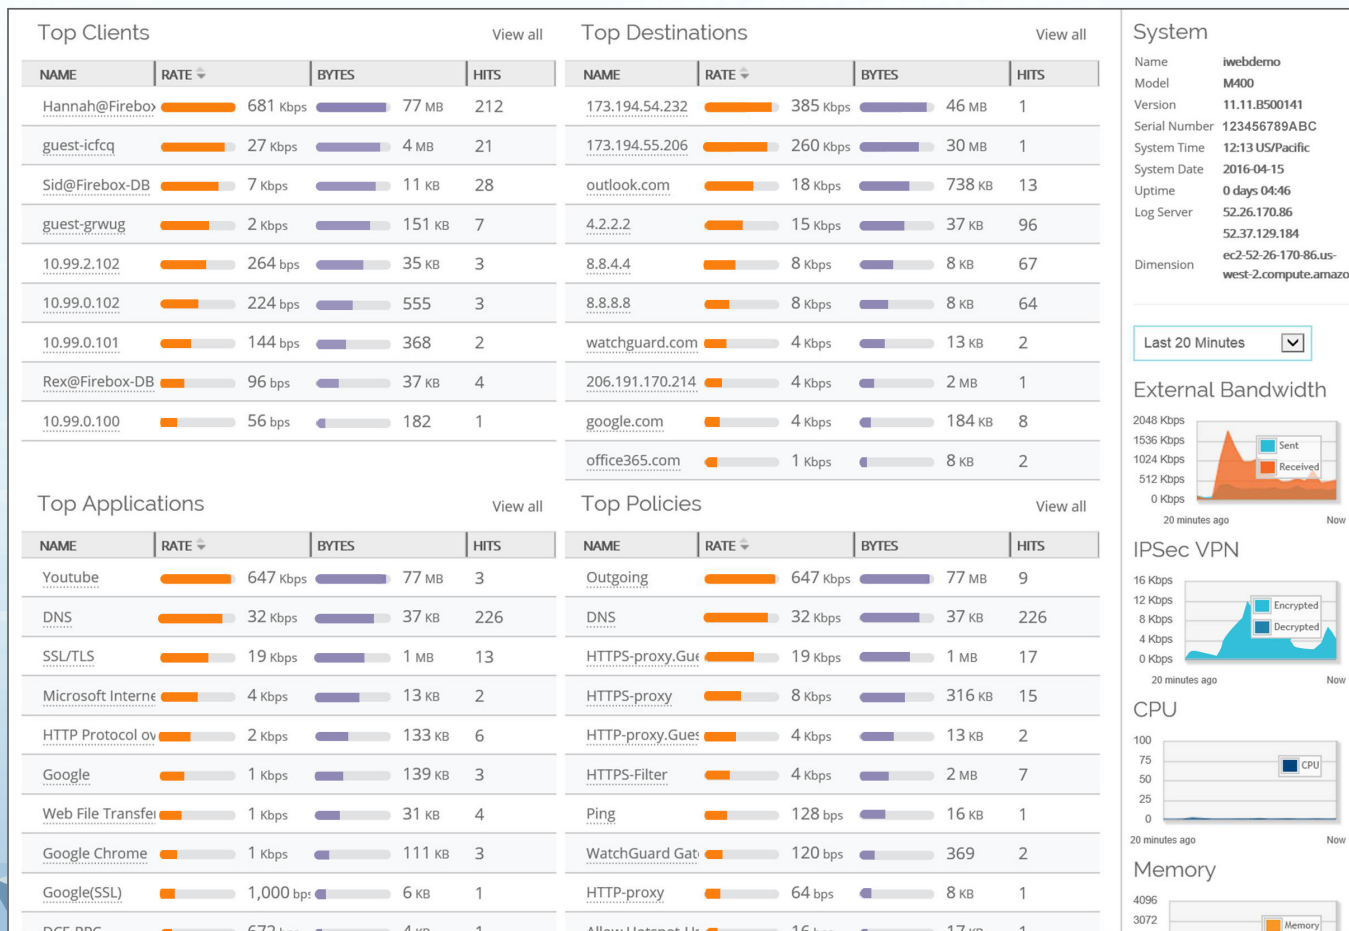 Top Clients View all
NAME RATE BYTES HITS
Hannah@Firebox 681 Kbps 77 MB 212
guest-icfcq 27 Kbps 4 MB 21
Sid@Firebox-DB 7 Kbps 11 KB 28
guest-grwug 2 Kbps 151 KB 7
10.99.2.102 264 bps 35 KB 3
10.99.0.102 224 bps 555 3
10.99.0.101 144 bps 368 2
Rex@Firebox-DB 96 bps 37 KB 4
10.99.0.100 56 bps 182 1
Top Destinations View all
NAME RATE BYTES HITS
173.194.54.232 385 Kbps 46 MB 1
173.194.55.206 260 Kbps 30 MB 1
outlook.com 18 Kbps 738 KB 13
4.2.2.2 15 Kbps 37 KB 96
8.8.4.4 8 Kbps 8 KB 67
8.8.8.8 8 Kbps 8 KB 64
watchguard.com 4 Kbps 13 KB 2
206.191.170.214 4 Kbps 2 MB 1
google.com 4 Kbps 184 KB 8
office365.com 1 Kbps 8 KB 2
Top Applications View all
NAME RATE BYTES HITS
Youtube 647 Kbps 77 MB 3
DNS 32 Kbps 37 KB 226
SSL/TLS 19 Kbps 1 MB 13
Microsoft Interne 4 Kbps 13 KB 2
HTTP Protocol ov 2 Kbps 133 KB 6
Google 1 Kbps 139 KB 3
Web File Transfer 1 Kbps 31 KB 4
Google Chrome 1 Kbps 111 KB 3
Google(SSL) 1,000 bps 6 KB 1
Top Policies View all
NAME RATE BYTES HITS
Outgoing 647 Kbps 77 MB 9
DNS 32 Kbps 37 KB 226
HTTPS-proxy.Gue 19 Kbps 1 MB 17
HTTPS-proxy 8 Kbps 316 KB 15
HTTP-proxy.Gues 4 Kbps 13 KB 2
HTTPS-Filter 4 Kbps 2 MB 7
Ping 128 bps 16 KB 1
WatchGuard Gat 120 bps 369 2
HTTP-proxy 64 bps 8 KB 1
System
Name iwebdemo
Model M400
Version 11.11.B500141
Serial Number 123456789ABC
System Time 12:13 US/Pacific
System Date 2016-04-15
Uptime 0 days 04:46
Log Server 52.26.170.86
52.37.129.184
Dimension ec2-52-26-170-86.us-
west-2.compute.amazo
Last 20 Minutes
External Bandwidth
2048 Kbps
1536 Kbps
1024 Kbps
512 Kbps
0 Kbps
Sent
Received
20 minutes ago Now
IPSec VPN
16 Kbps
12 Kbps
8 Kbps
4 Kbps
0 Kbps
Encrypted
Decrypted
20 minutes ago Now
CPU
100
75
50
25
0
CPU
20 minutes ago Now
Memory
4096
3072
Memory